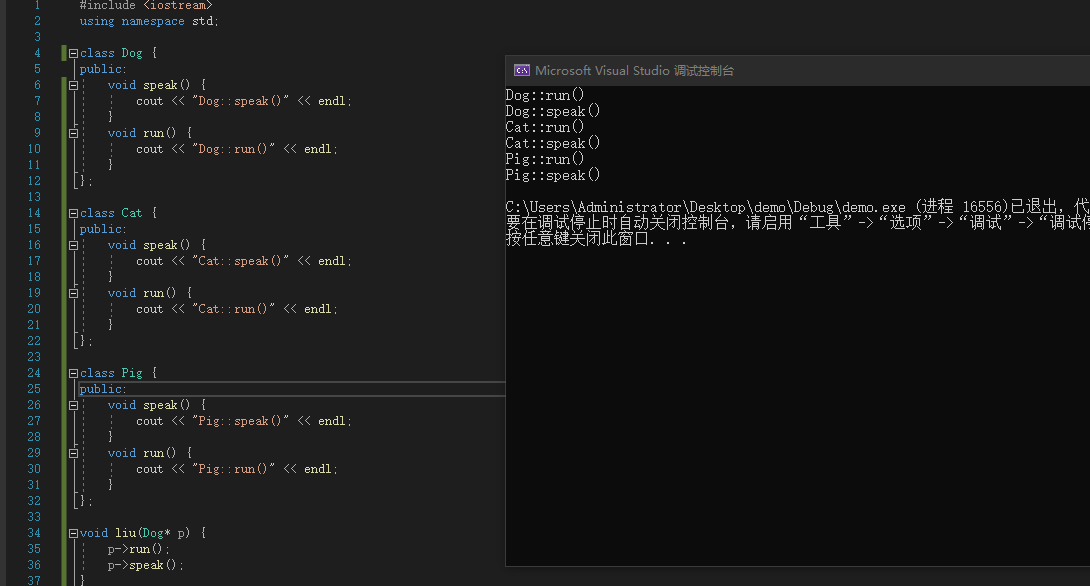 1 #include <iostream>
2 using namespace std;
3
4 class Dog {
5 public:
6 void speak() {
7 cout << "Dog::speak()" << endl;
8 }
9 void run() {
10 cout << "Dog::run()" << endl;
11 }
12 };
13
14 class Cat {
15 public:
16 void speak() {
17 cout << "Cat::speak()" << endl;
18 }
19 void run() {
20 cout << "Cat::run()" << endl;
21 }
22 };
23
24 class Pig {
25 public:
26 void speak() {
27 cout << "Pig::speak()" << endl;
28 }
29 void run() {
30 cout << "Pig::run()" << endl;
31 }
32 };
33
34 void liu(Dog* p) {
35 p->run();
36 p->speak();
37 }
Microsoft Visual Studio 调试控制台
Dog::run()
Dog::speak()
Cat::run()
Cat::speak()
Pig::run()
Pig::speak()
C:\Users\Administrator\Desktop\demo\Debug\demo.exe (进程 16556)已退出，代
要在调试停止时自动关闭控制台，请启用“工具”->“选项”->“调试”->“调试停
按任意键关闭此窗口. . .